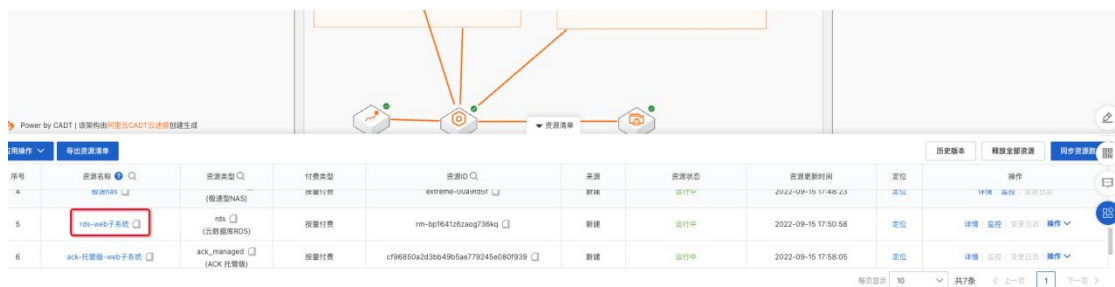 Power by CADT | 该架构由阿里云CADT云速搭创建生成
▼ 资源清单
应用操作 导出资源清单 历史版本 释放全部资源 同步资源数
序号 资源名称 资源类型 付费类型 资源ID 来源 资源状态 资源更新时间 定位 操作
4 极速nas (极速型NAS) 按量付费 extreme-00a9fd5f 新建 运行中 2022-09-15 17:48:23 定位 详情 监控 变更日志
5 rds-web子系统 rds 按量付费 rm-bp1641z6zaog736kq 新建 运行中 2022-09-15 17:50:58 定位 详情 监控 变更日志 操作
(云数据库RDS)
6 ack-托管版-web子系统 ack_managed 按量付费 cf96850a2d3bb49b5ae779245e080f939 新建 运行中 2022-09-15 17:58:05 定位 详情 监控 变更日志 操作
(ACK 托管版)
每页显示 10 共7条 < 上一页 1 下一页 >